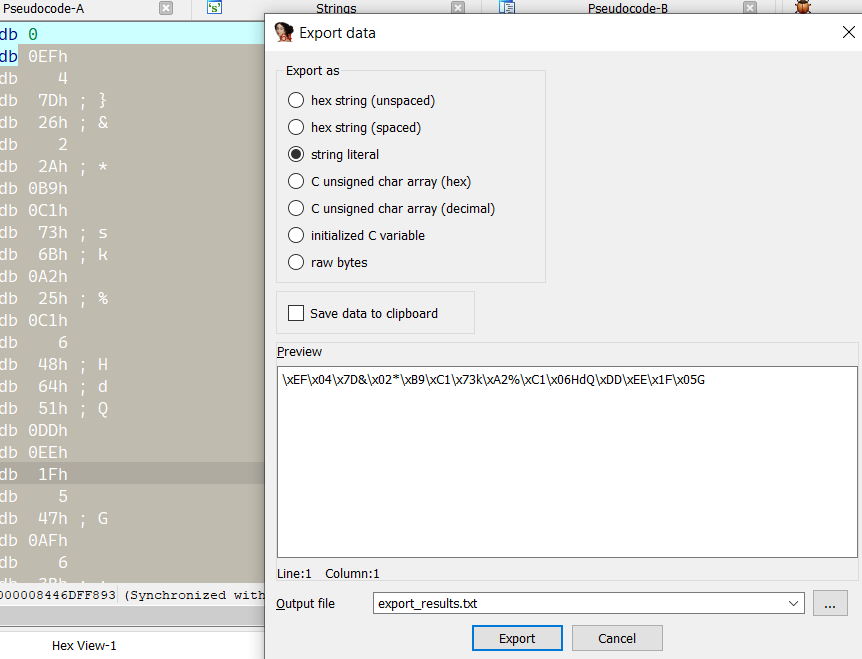 Pseudocode-A
Strings
Pseudocode-B
db 0
db 0EFh
db 4
db 7Dh ; }
db 26h ; &
db 2
db 2Ah ; *
db 0B9h
db 0C1h
db 73h ; s
db 6Bh ; k
db 0A2h
db 25h ; %
db 0C1h
db 6
db 48h ; H
db 64h ; d
db 51h ; Q
db 0DDh
db 0EEh
db 1Fh
db 5
db 47h ; G
db 0AFh
db 6
000008446DFF893 (Synchronized with
Hex View-1
Export data
Export as
hex string (unspaced)
hex string (spaced)
string literal
C unsigned char array (hex)
C unsigned char array (decimal)
initialized C variable
raw bytes
Save data to clipboard
Preview
\xEF\x04\x7D&\x02*\xB9\xC1\x73k\xA2%\xC1\x06HdQ\xDD\xEE\x1F\x05G
Line:1 Column:1
Output file
export_results.txt
...
Export
Cancel